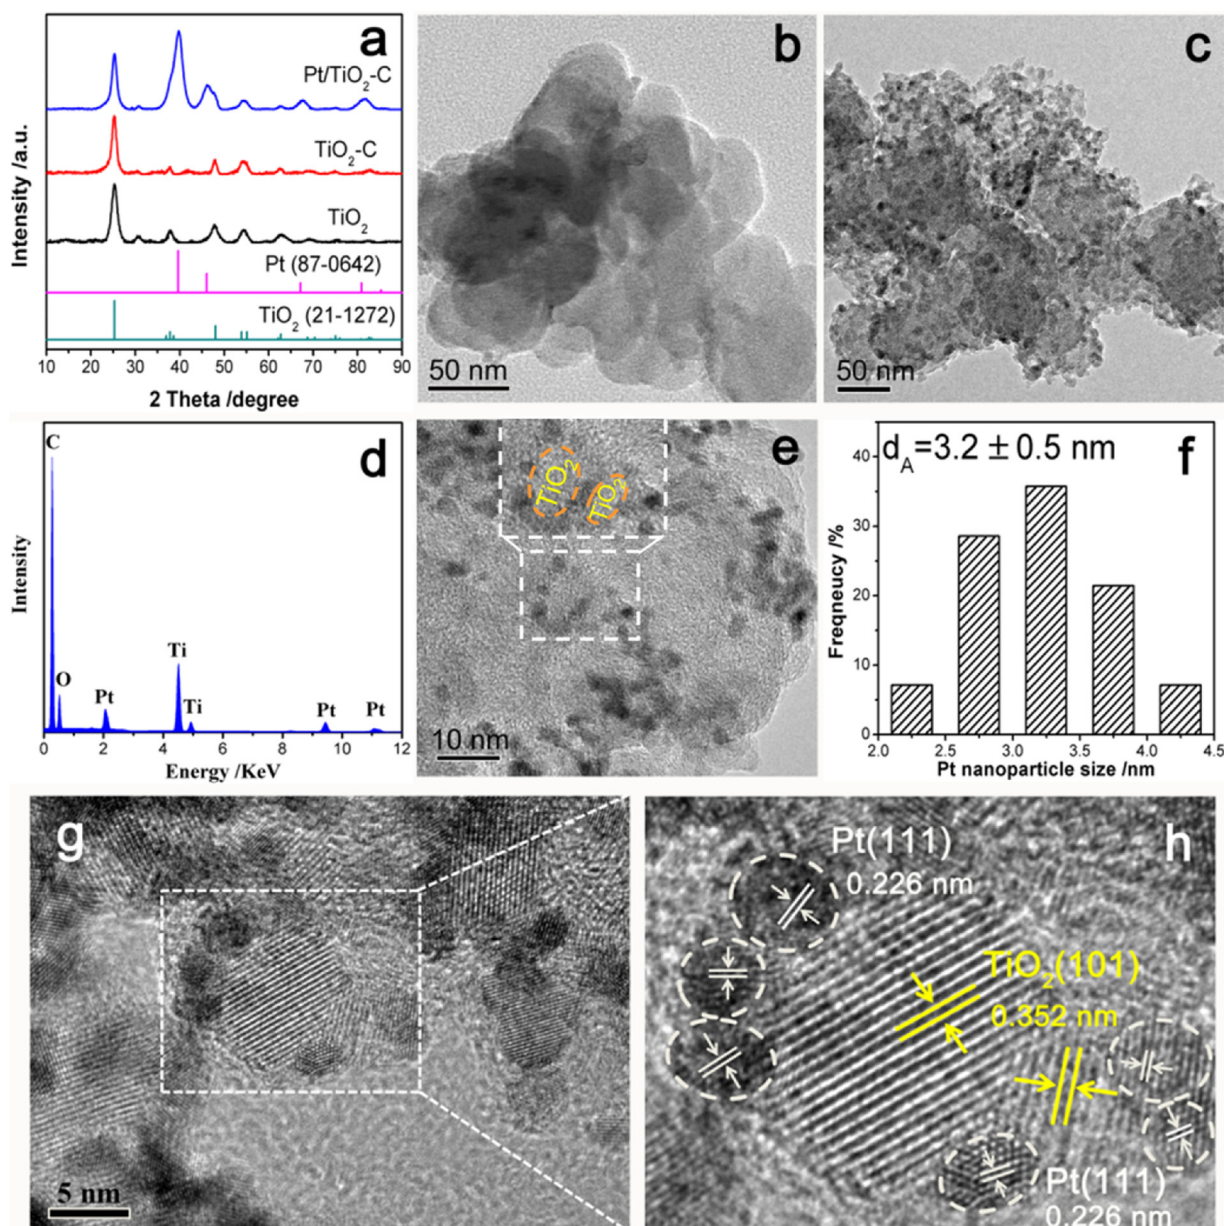 a
Pt/TiO₂-C
TiO₂-C
TiO₂
Pt (87-0642)
TiO₂ (21-1272)
Intensity /a.u.
10 20 30 40 50 60 70 80 90
2 Theta /degree
b
50 nm
c
50 nm
d
C
O
Pt
Ti
Ti
Pt
Pt
Intensity
0 2 4 6 8 10 12
Energy /KeV
e
TiO₂
TiO₂
10 nm
f
d_A=3.2 ± 0.5 nm
Freqneucy /%
40
30
20
10
0
2.0 2.5 3.0 3.5 4.0 4.5
Pt nanoparticle size /nm
g
5 nm
h
Pt(111)
0.226 nm
TiO₂(101)
0.352 nm
Pt(111)
0.226 nm